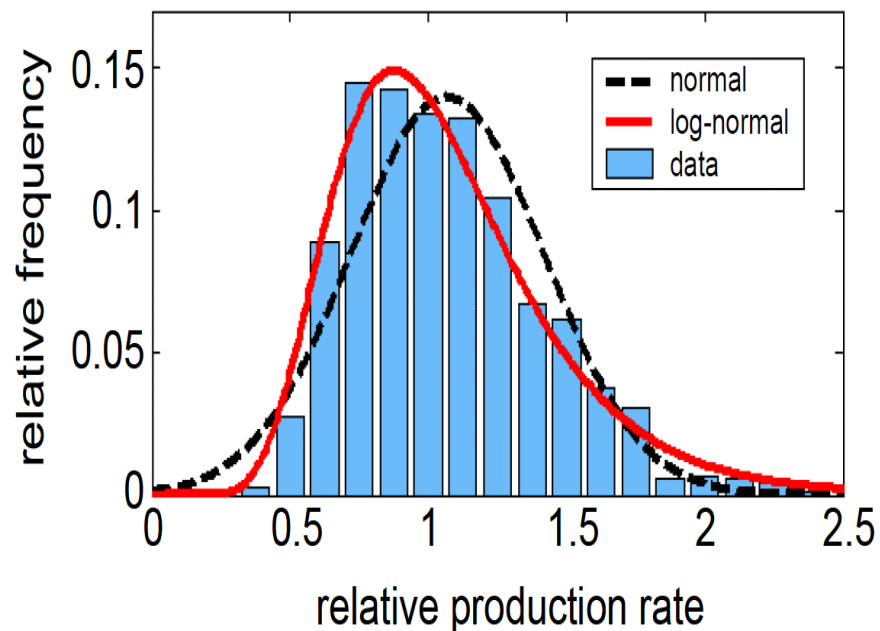 relative frequency
0.15
0.1
0.05
0
normal
log-normal
data
0 0.5 1 1.5 2 2.5
relative production rate